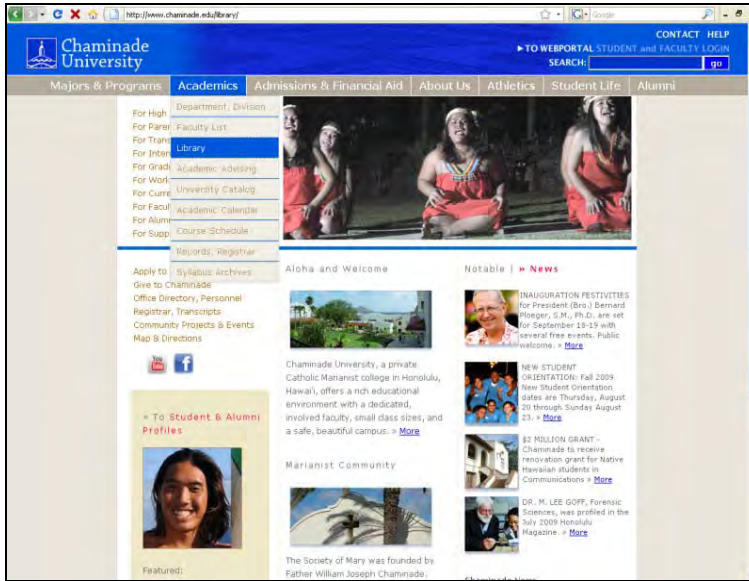 http://www.chaminade.edu/library/
Google
Chaminade
University
CONTACT HELP
TO WEBPORTAL STUDENT and FACULTY LOGIN
SEARCH: go
Majors & Programs Academics Admissions & Financial Aid About Us Athletics Student Life Alumni
Department, Division
Faculty List
Library
Academic Advising
University Catalog
Academic Calendar
Course Schedule
Records, Registrar
Syllabus Archives
For High
For Paren
For Tran
For Inter
For Grad
For Work
For Curre
For Facul
For Alum
For Supp
Apply to
Give to Chaminade
Office Directory, Personnel
Registrar, Transcripts
Community Projects & Events
Map & Directions
You
Tube
f
» To Student & Alumni
Profiles
Featured:
Aloha and Welcome
Chaminade University, a private
Catholic Marianist college in Honolulu,
Hawai'i, offers a rich educational
environment with a dedicated,
involved faculty, small class sizes, and
a safe, beautiful campus. » More
Marianist Community
The Society of Mary was founded by
Father William Joseph Chaminade.
Notable | » News
INAUGURATION FESTIVITIES
for President (Bro.) Bernard
Ploeger, S.M., Ph.D. are set
for September 18-19 with
several free events. Public
welcome. » More
NEW STUDENT
ORIENTATION: Fall 2009
New Student Orientation
dates are Thursday, August
20 through Sunday August
23. » More
$2 MILLION GRANT -
Chaminade to receive
renovation grant for Native
Hawaiian students in
Communications » More
DR. M. LEE GOFF, Forensic
Sciences, was profiled in the
July 2009 Honolulu
Magazine. » More
Chaminade News